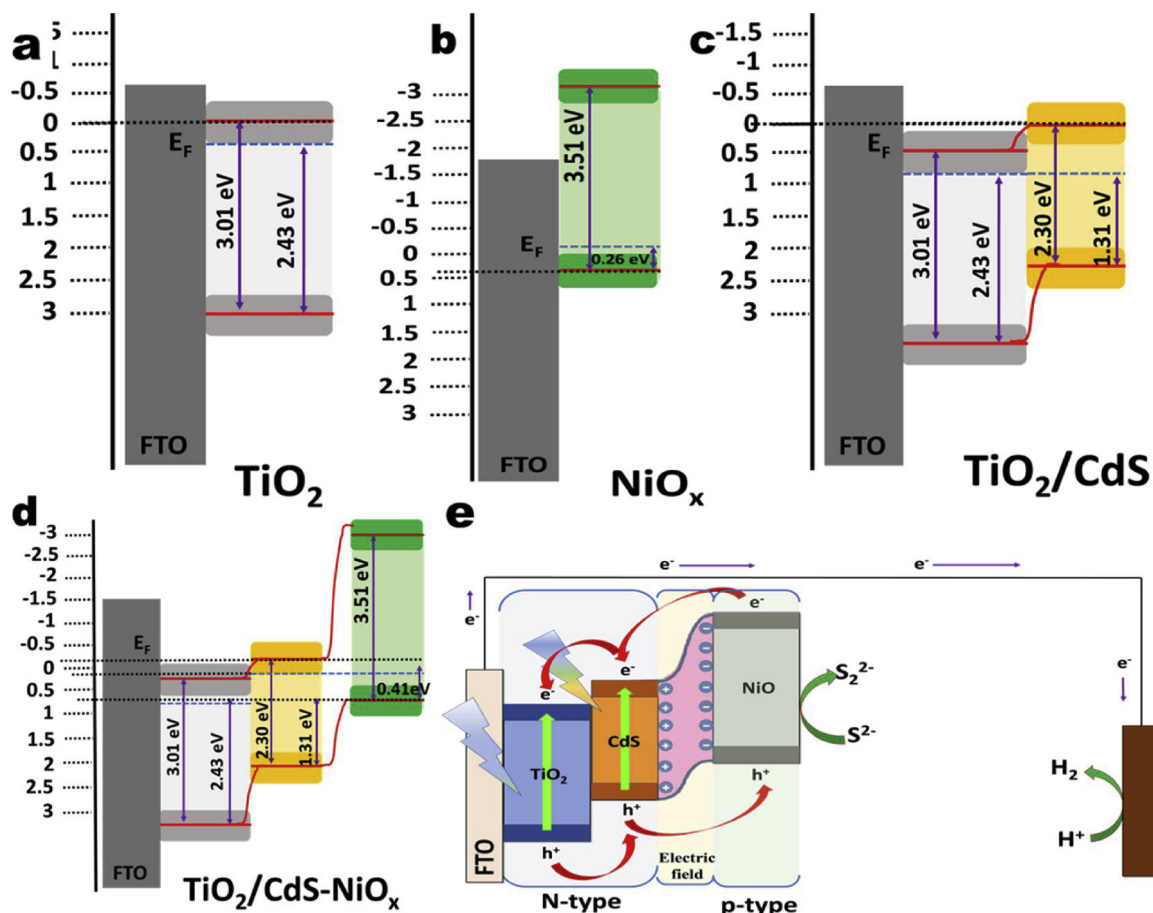 a
-0.5
0
0.5
1
1.5
2
2.5
3
E_F
3.01 eV
2.43 eV
FTO
TiO₂
b
-3
-2.5
-2
-1.5
-1
-0.5
0
0.5
1
1.5
2
2.5
3
E_F
3.51 eV
0.26 eV
FTO
NiOₓ
c
-1.5
-1
-0.5
0
0.5
1
1.5
2
2.5
3
E_F
3.01 eV
2.43 eV
2.30 eV
1.31 eV
FTO
TiO₂/CdS
d
-3
-2.5
-2
-1.5
-1
-0.5
0
0.5
1
1.5
2
2.5
3
E_F
3.01 eV
2.43 eV
2.30 eV
1.31 eV
3.51 eV
0.41eV
FTO
TiO₂/CdS-NiOₓ
e
e⁻
e⁻
e⁻
e⁻
e⁻
e⁻
e⁻
FTO
TiO₂
CdS
NiO
h⁺
h⁺
h⁺
S₂²⁻
S²⁻
H₂
H⁺
Electric
field
N-type
p-type